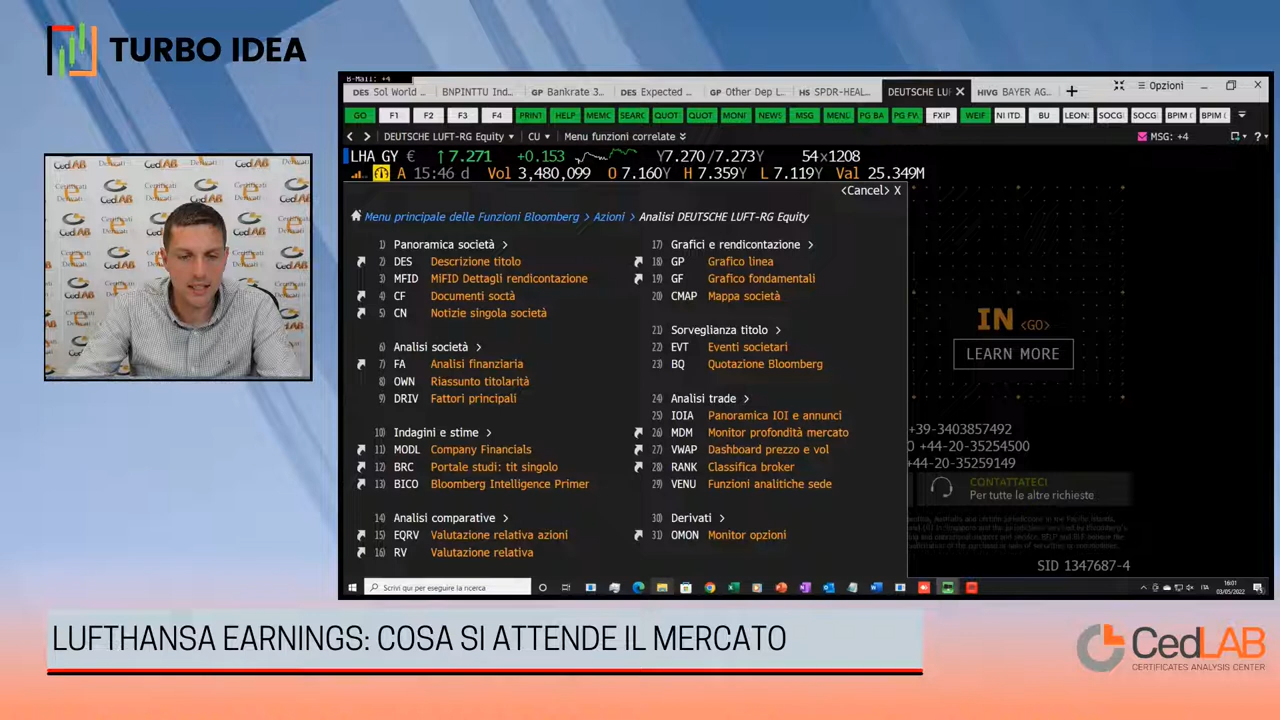 TURBO IDEA
B-Mail: +4
DES Sol World ... BNPINTTU Ind... GP Bankrate 3... DES Expected ... GP Other Dep L... HS SPDR-HEAL... DEUTSCHE LUF HIVG BAYER AG... Opzioni
GO F1 F2 F3 F4 PRINT HELP MEMC SEARC QUOT QUOT MONI NEWS MSG MENU PG BA PG FW FXIP WEIF NI ITD BU LEON SOCG SOCG BPIM ( BPIM (
DEUTSCHE LUFT-RG Equity CU Menu funzioni correlate MSG: +4
LHA GY € ↑ 7.271 +0.153 Y7.270 /7.273Y 54x1208
A 15:46 d Vol 3,480,099 O 7.160Y H 7.359Y L 7.119Y Val 25.349M
<Cancel> X
Menu principale delle Funzioni Bloomberg > Azioni > Analisi DEUTSCHE LUFT-RG Equity
1) Panoramica società >
2) DES Descrizione titolo
3) MFID MiFID Dettagli rendicontazione
4) CF Documenti soctà
5) CN Notizie singola società
6) Analisi società >
7) FA Analisi finanziaria
8) OWN Riassunto titolarità
9) DRIV Fattori principali
10) Indagini e stime >
11) MODL Company Financials
12) BRC Portale studi: tit singolo
13) BICO Bloomberg Intelligence Primer
14) Analisi comparative >
15) EQRV Valutazione relativa azioni
16) RV Valutazione relativa
17) Grafici e rendicontazione >
18) GP Grafico linea
19) GF Grafico fondamentali
20) CMAP Mappa società
21) Sorveglianza titolo >
22) EVT Eventi societari
23) BQ Quotazione Bloomberg
24) Analisi trade >
25) IOIA Panoramica IOI e annunci
26) MDM Monitor profondità mercato
27) VWAP Dashboard prezzo e vol
28) RANK Classifica broker
29) VENU Funzioni analitiche sede
30) Derivati >
31) OMON Monitor opzioni
IN <GO>
LEARN MORE
+39-3403857492
0 +44-20-35254500
+44-20-35259149
CONTATTATECI
Per tutte le altre richieste
SID 1347687-4
Scrivi qui per eseguire la ricerca
ITA
16:01
03/05/2022
LUFTHANSA EARNINGS: COSA SI ATTENDE IL MERCATO
CedLAB
CERTIFICATES ANALYSIS CENTER